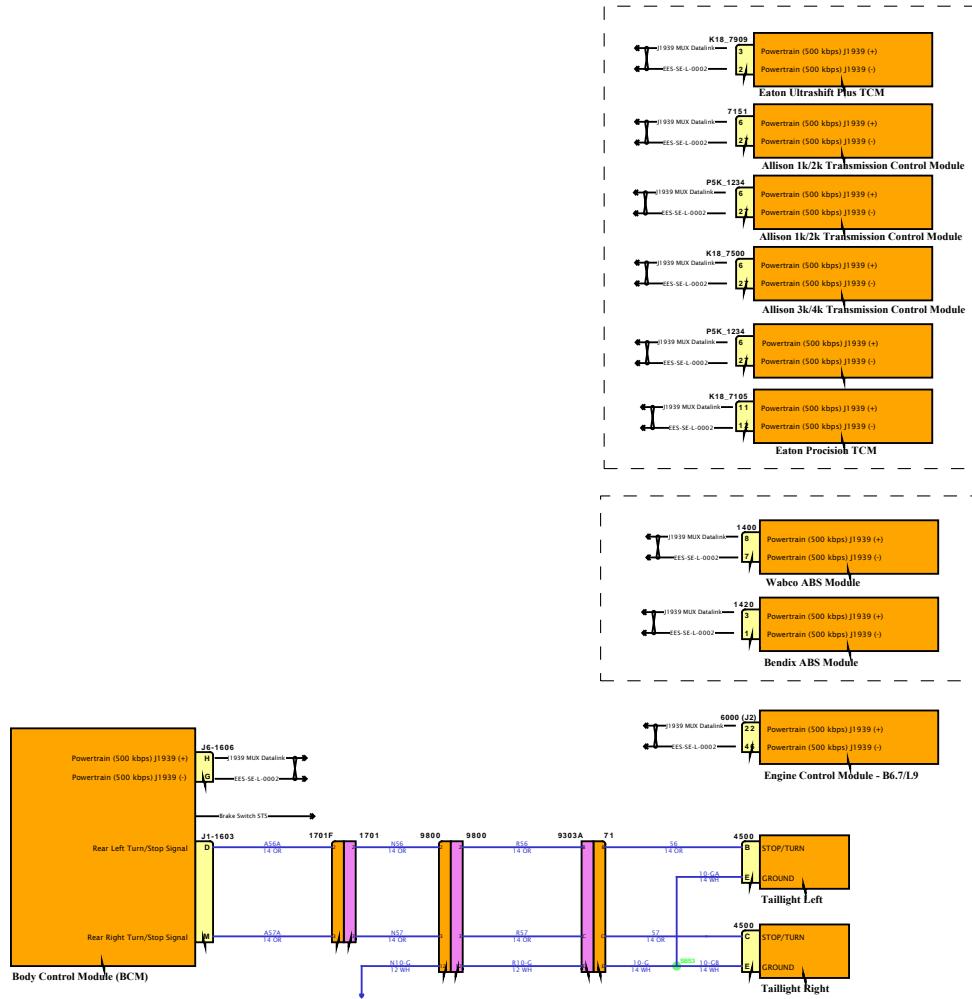 K18_7909
J1939 MUX Datalink
3
Powertrain (500 kbps) J1939 (+)
EES-SE-L-0002
2
Powertrain (500 kbps) J1939 (-)
Eaton Ultrashift Plus TCM
7151
J1939 MUX Datalink
6
Powertrain (500 kbps) J1939 (+)
EES-SE-L-0002
27
Powertrain (500 kbps) J1939 (-)
Allison 1k/2k Transmission Control Module
P5K_1234
J1939 MUX Datalink
6
Powertrain (500 kbps) J1939 (+)
EES-SE-L-0002
27
Powertrain (500 kbps) J1939 (-)
Allison 1k/2k Transmission Control Module
K18_7500
J1939 MUX Datalink
6
Powertrain (500 kbps) J1939 (+)
EES-SE-L-0002
27
Powertrain (500 kbps) J1939 (-)
Allison 3k/4k Transmission Control Module
P5K_1234
J1939 MUX Datalink
6
Powertrain (500 kbps) J1939 (+)
EES-SE-L-0002
27
Powertrain (500 kbps) J1939 (-)
K18_7105
J1939 MUX Datalink
11
Powertrain (500 kbps) J1939 (+)
EES-SE-L-0002
12
Powertrain (500 kbps) J1939 (-)
Eaton Procision TCM
1400
J1939 MUX Datalink
8
Powertrain (500 kbps) J1939 (+)
EES-SE-L-0002
7
Powertrain (500 kbps) J1939 (-)
Wabco ABS Module
1420
J1939 MUX Datalink
3
Powertrain (500 kbps) J1939 (+)
EES-SE-L-0002
1
Powertrain (500 kbps) J1939 (-)
Bendix ABS Module
6000 (J2)
J1939 MUX Datalink
22
Powertrain (500 kbps) J1939 (+)
EES-SE-L-0002
46
Powertrain (500 kbps) J1939 (-)
Engine Control Module - B6.7/L9
J6-1606
Powertrain (500 kbps) J1939 (+)
H
J1939 MUX Datalink
Powertrain (500 kbps) J1939 (-)
G
EES-SE-L-0002
Brake Switch STS
J1-1603
1701F
1701
9800
9800
9303A
71
4500
Rear Left Turn/Stop Signal
D
A56A
14 OR
N56
14 OR
R56
14 OR
56
14 OR
B
STOP/TURN
10-GA
14 WH
E
GROUND
Taillight Left
4500
Rear Right Turn/Stop Signal
M
A57A
14 OR
N57
14 OR
R57
14 OR
C
57
14 OR
C
STOP/TURN
N10-G
12 WH
R10-G
12 WH
10-G
14 WH
10-GB
14 WH
E
GROUND
Body Control Module (BCM)
Taillight Right